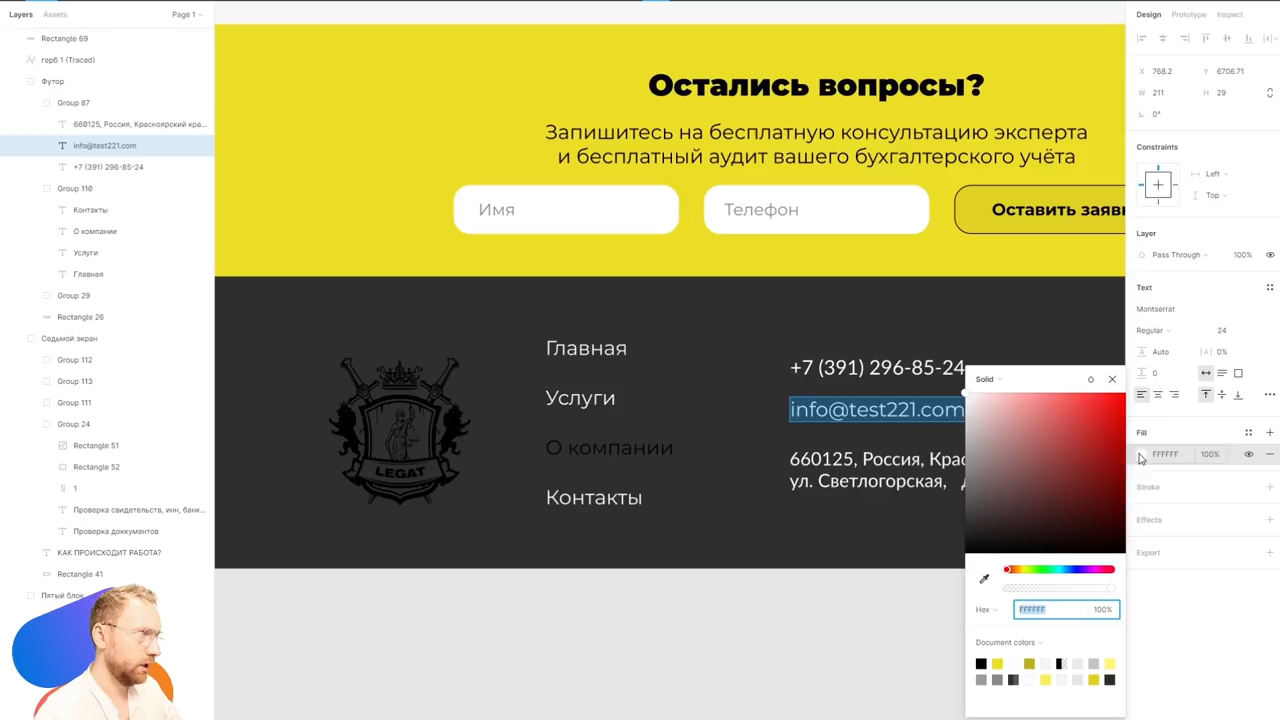 Layers
Assets
Page 1
Rectangle 69
герб 1 (Traced)
Футор
Group 87
660125, Россия, Красноярский кра...
info@test221.com
+7 (391) 296-85-24
Group 110
Контакты
О компании
Услуги
Главная
Group 29
Rectangle 26
Седьмой экран
Group 112
Group 113
Group 111
Group 24
Rectangle 51
Rectangle 52
1
Проверка свидетельств, инн, банк...
Проверка доккументов
КАК ПРОИСХОДИТ РАБОТА?
Rectangle 41
Пятый блок
Остались вопросы?
Запишитесь на бесплатную консультацию эксперта
и бесплатный аудит вашего бухгалтерского учёта
Имя
Телефон
Оставить заявк
LEGAT
Главная
Услуги
О компании
Контакты
+7 (391) 296-85-24
info@test221.com
660125, Россия, Крас
ул. Светлогорская,
Solid
Hex
FFFFFF
100%
Document colors
Design
Prototype
Inspect
X 768.2
Y 6706.71
W 211
H 29
0°
Constraints
Left
Top
Layer
Pass Through
100%
Text
Montserrat
Regular
24
Auto
|A| 0%
0
Fill
FFFFFF
100%
Stroke
Effects
Export